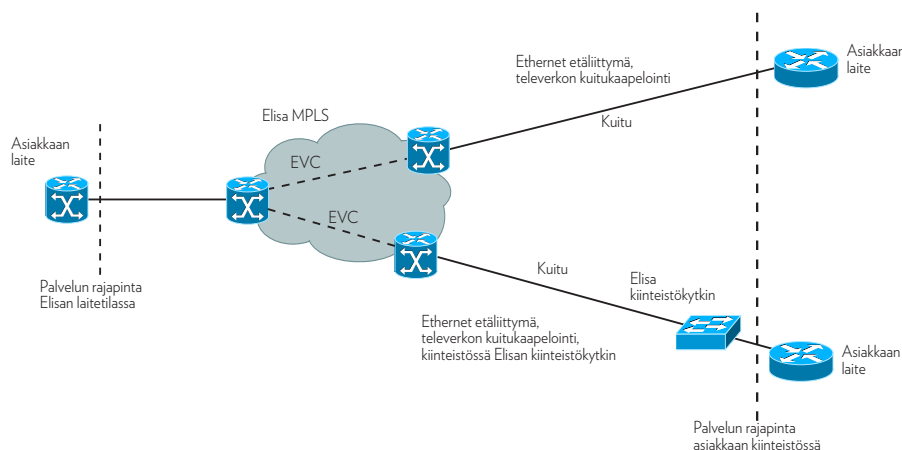 Ethernet etäliittymä,
televerkon kuitukaapelointi
Asiakkaan
laite
Kuitu
Elisa MPLS
Asiakkaan
laite
EVC
EVC
Palvelun rajapinta
Elisan laitetilassa
Kuitu
Elisa
kiinteistökytkin
Ethernet etäliittymä,
televerkon kuitukaapelointi,
kiinteistössä Elisan kiinteistökytkin
Asiakkaan
laite
Palvelun rajapinta
asiakkaan kiinteistössä